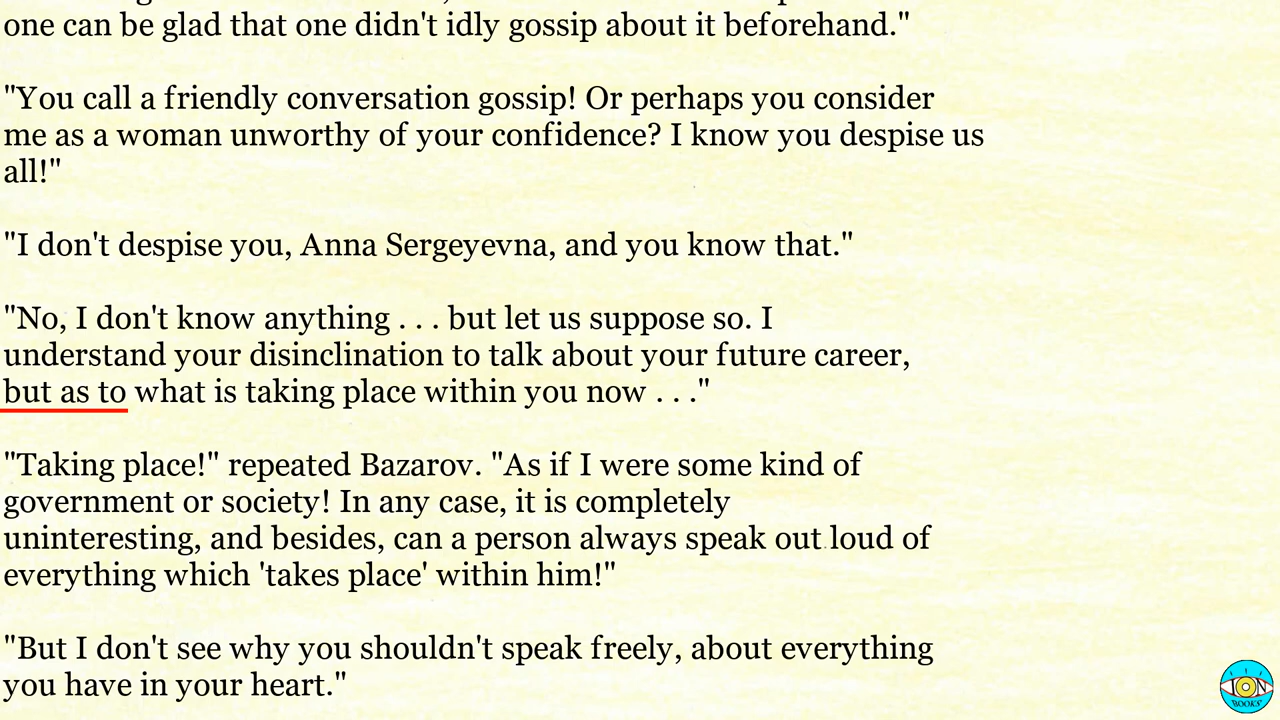 one can be glad that one didn't idly gossip about it beforehand."
"You call a friendly conversation gossip! Or perhaps you consider
me as a woman unworthy of your confidence? I know you despise us
all!"
"I don't despise you, Anna Sergeyevna, and you know that."
"No, I don't know anything . . . but let us suppose so. I
understand your disinclination to talk about your future career,
but as to what is taking place within you now . . ."
"Taking place!" repeated Bazarov. "As if I were some kind of
government or society! In any case, it is completely
uninteresting, and besides, can a person always speak out loud of
everything which 'takes place' within him!"
"But I don't see why you shouldn't speak freely, about everything
you have in your heart."
ION
BOOKS